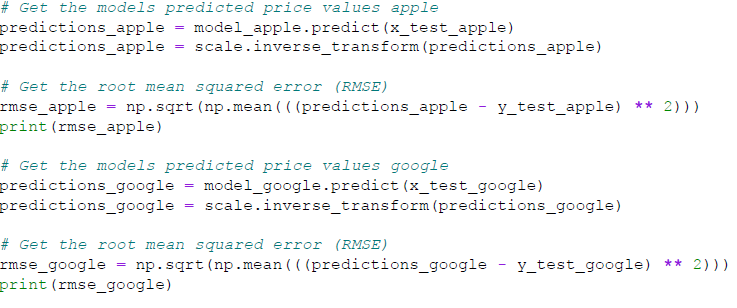 # Get the models predicted price values apple
predictions_apple = model_apple.predict(x_test_apple)
predictions_apple = scale.inverse_transform(predictions_apple)
# Get the root mean squared error (RMSE)
rmse_apple = np.sqrt(np.mean(((predictions_apple - y_test_apple) ** 2)))
print(rmse_apple)
# Get the models predicted price values google
predictions_google = model_google.predict(x_test_google)
predictions_google = scale.inverse_transform(predictions_google)
# Get the root mean squared error (RMSE)
rmse_google = np.sqrt(np.mean(((predictions_google - y_test_google) ** 2)))
print(rmse_google)